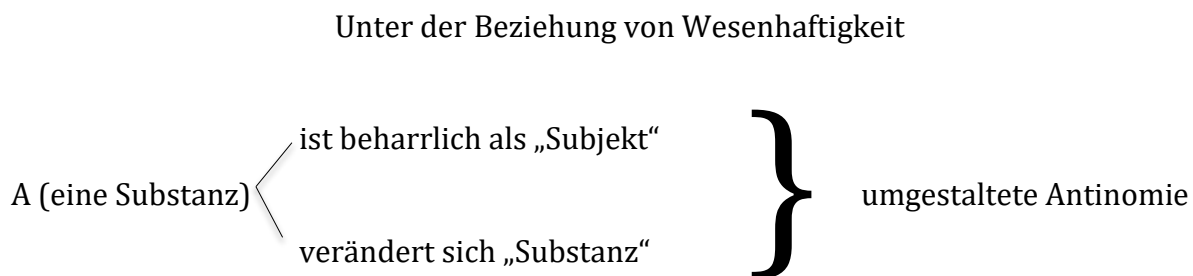 Unter der Beziehung von Wesenhaftigkeit
ist beharrlich als „Subjekt“
A (eine Substanz)
umgestaltete Antinomie
verändert sich „Substanz“